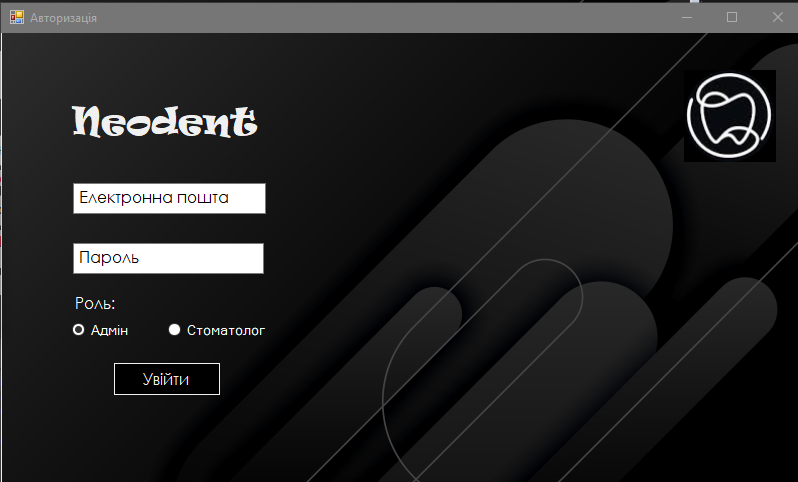 Авторизація
Neodent
Електронна пошта
Пароль
Роль:
Адмін
Стоматолог
Увійти